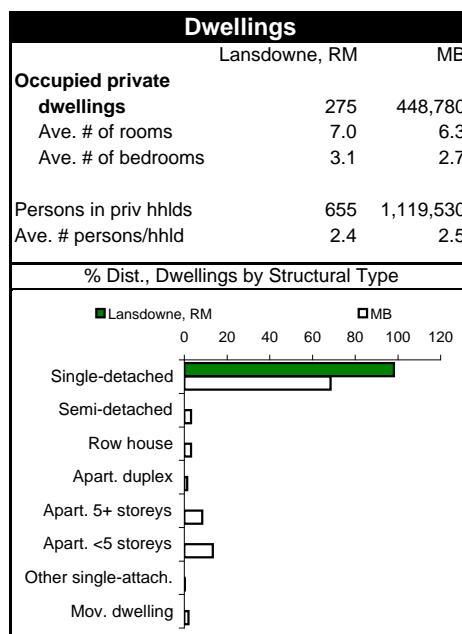 Dwellings
Lansdowne, RM MB
Occupied private
dwellings 275 448,780
Ave. # of rooms 7.0 6.3
Ave. # of bedrooms 3.1 2.7
Persons in priv hhlds 655 1,119,530
Ave. # persons/hhld 2.4 2.5
% Dist., Dwellings by Structural Type
Lansdowne, RM MB
0 20 40 60 80 100 120
Single-detached
Semi-detached
Row house
Apart. duplex
Apart. 5+ storeys
Apart. <5 storeys
Other single-attach.
Mov. dwelling